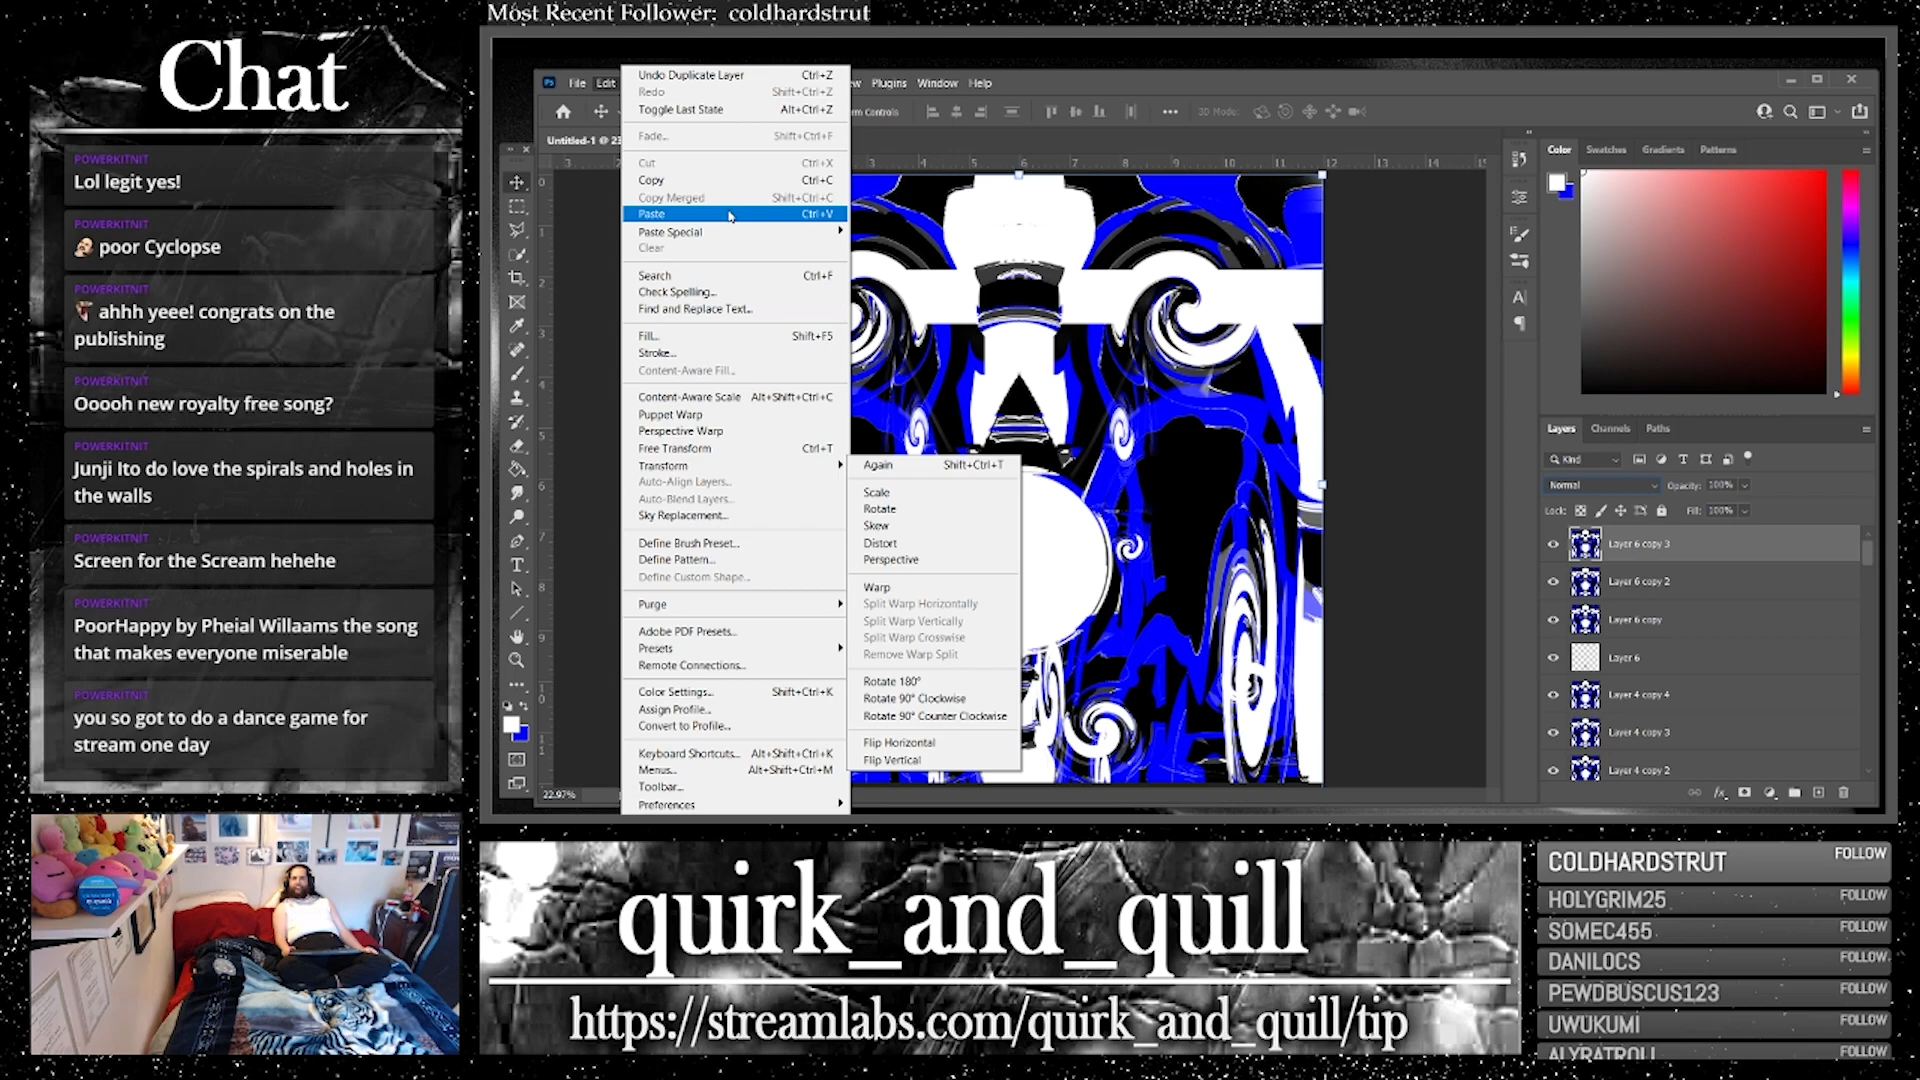 Most Recent Follower: coldhardstrut
Chat
POWERKITNIT
Lol legit yes!
POWERKITNIT
poor Cyclopse
POWERKITNIT
ahhh yeee! congrats on the
publishing
POWERKITNIT
Ooooh new royalty free song?
POWERKITNIT
Junji Ito do love the spirals and holes in
the walls
POWERKITNIT
Screen for the Scream hehehe
POWERKITNIT
PoorHappy by Pheial Willaams the song
that makes everyone miserable
POWERKITNIT
you so got to do a dance game for
stream one day
Ps File Edit Plugins Window Help
3D Mode:
Untitled-1 @ 23
Undo Duplicate Layer Ctrl+Z
Redo Shift+Ctrl+Z
Toggle Last State Alt+Ctrl+Z
Fade... Shift+Ctrl+F
Cut Ctrl+X
Copy Ctrl+C
Copy Merged Shift+Ctrl+C
Paste Ctrl+V
Paste Special
Clear
Search Ctrl+F
Check Spelling...
Find and Replace Text...
Fill... Shift+F5
Stroke...
Content-Aware Fill...
Content-Aware Scale Alt+Shift+Ctrl+C
Puppet Warp
Perspective Warp
Free Transform Ctrl+T
Transform
Auto-Align Layers...
Auto-Blend Layers...
Sky Replacement...
Define Brush Preset...
Define Pattern...
Define Custom Shape...
Purge
Adobe PDF Presets...
Presets
Remote Connections...
Color Settings... Shift+Ctrl+K
Assign Profile...
Convert to Profile...
Keyboard Shortcuts... Alt+Shift+Ctrl+K
Menus... Alt+Shift+Ctrl+M
Toolbar...
Preferences
Again Shift+Ctrl+T
Scale
Rotate
Skew
Distort
Perspective
Warp
Split Warp Horizontally
Split Warp Vertically
Split Warp Crosswise
Remove Warp Split
Rotate 180°
Rotate 90° Clockwise
Rotate 90° Counter Clockwise
Flip Horizontal
Flip Vertical
22.97%
Color Swatches Gradients Patterns
Layers Channels Paths
Kind
Normal Opacity: 100%
Lock: Fill: 100%
Layer 6 copy 3
Layer 6 copy 2
Layer 6 copy
Layer 6
Layer 4 copy 4
Layer 4 copy 3
Layer 4 copy 2
quirk_and_quill
https://streamlabs.com/quirk_and_quill/tip
COLDHARDSTRUT FOLLOW
HOLYGRIM25 FOLLOW
SOMEC455 FOLLOW
DANILOCS FOLLOW
PEWDBUSCUS123 FOLLOW
UWUKUMI FOLLOW
ALYRATROLL FOLLOW